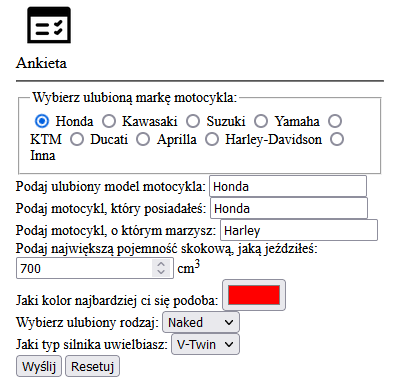 Ankieta
Wybierz ulubioną markę motocykla:
Honda Kawasaki Suzuki Yamaha
KTM Ducati Aprilla Harley-Davidson
Inna
Podaj ulubiony model motocykla: Honda
Podaj motocykl, który posiadałeś: Honda
Podaj motocykl, o którym marzysz: Harley
Podaj największą pojemność skokową, jaką jeździłeś:
700 cm³
Jaki kolor najbardziej ci się podoba:
Wybierz ulubiony rodzaj: Naked
Jaki typ silnika uwielbiasz: V-Twin
Wyślij Resetuj